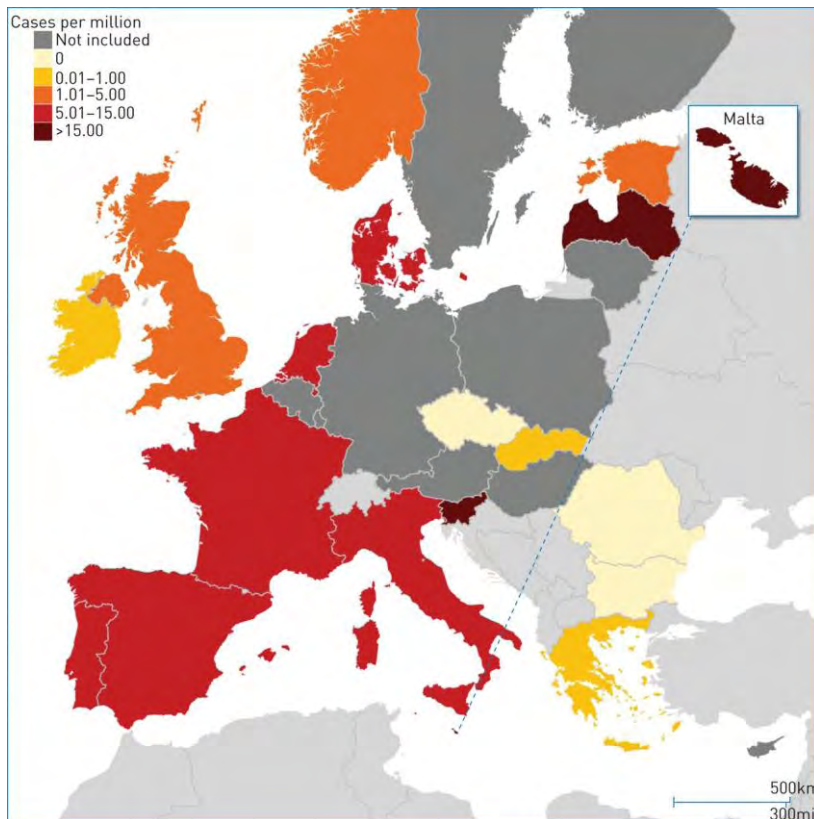 Cases per million
Not included
0
0.01–1.00
1.01–5.00
5.01–15.00
>15.00
Malta
500km
300mi